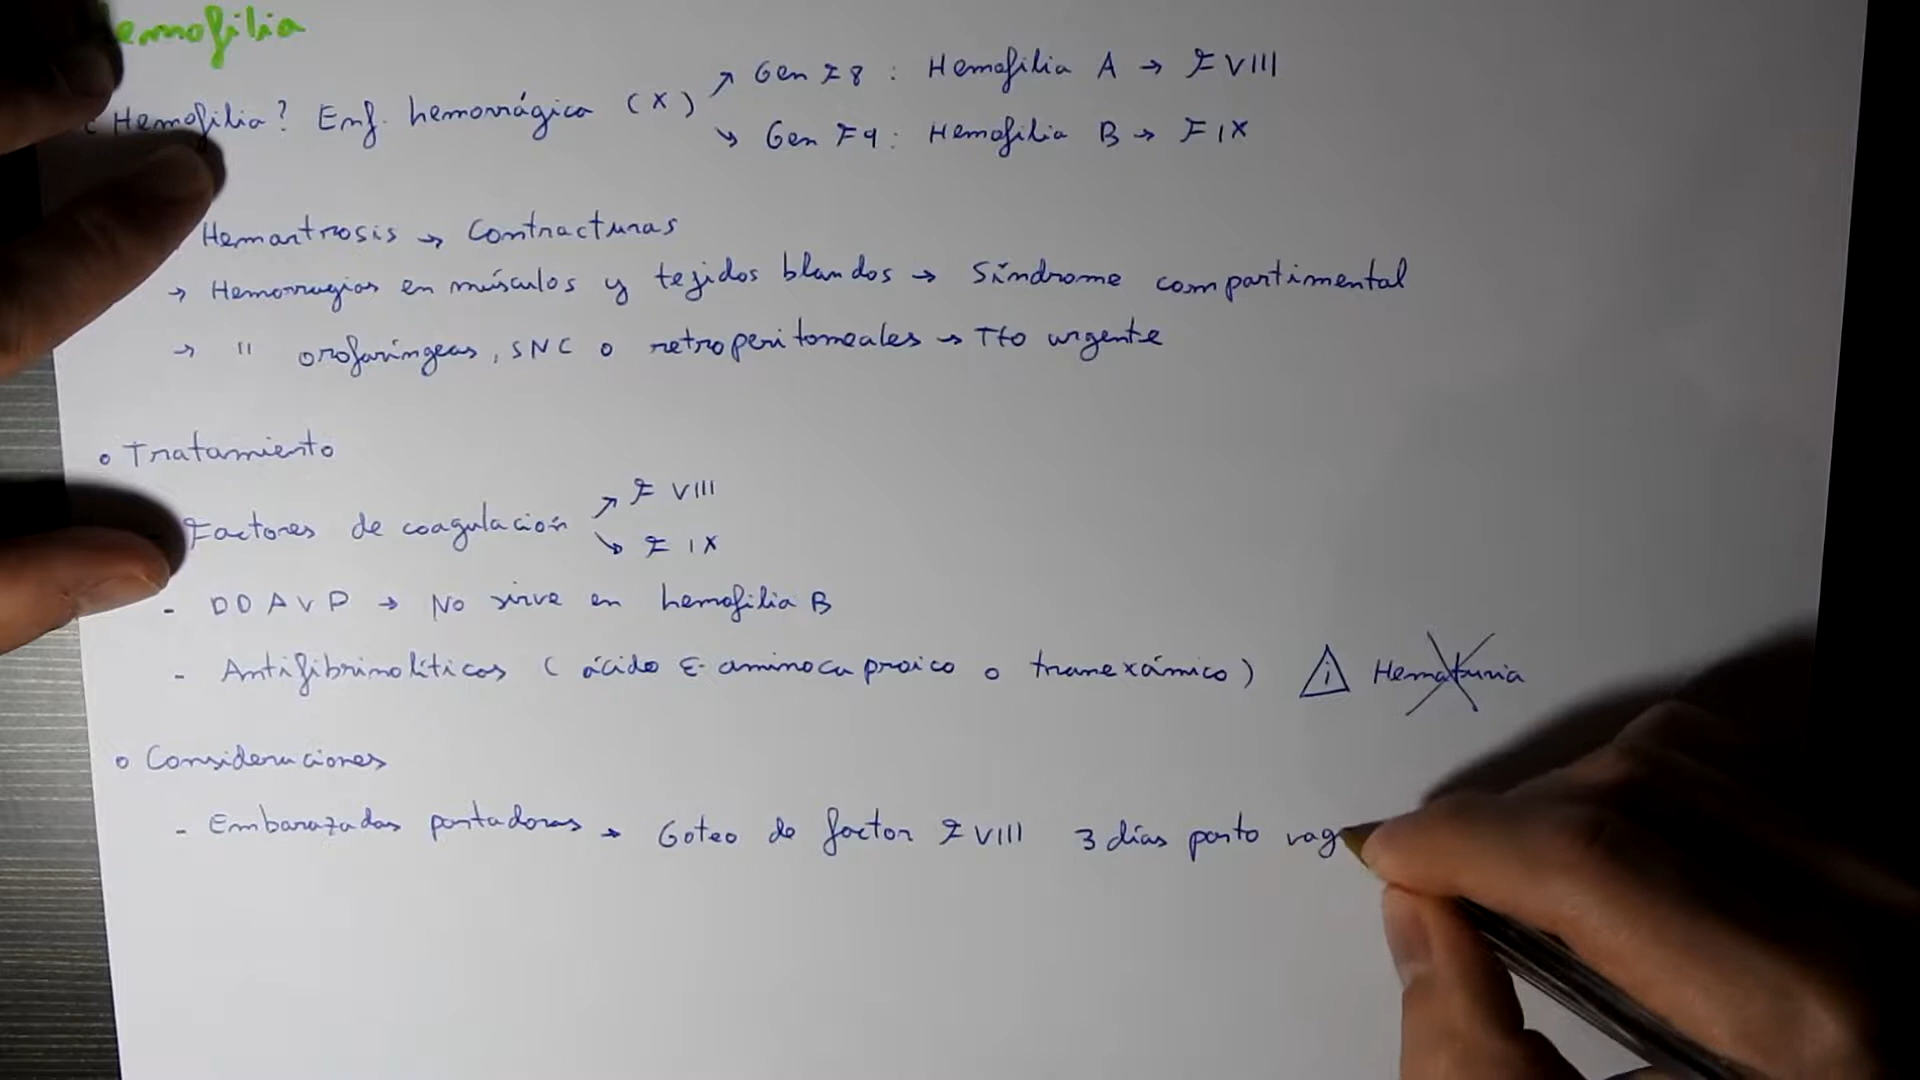 emofilia
Gen F8 : Hemofilia A → F VIII
¿Hemofilia? Enf. hemorrágica (X)
Gen F9 : Hemofilia B → F IX
Hemartrosis → Contracturas
→ Hemorragias en músculos y tejidos blandos → Síndrome compartimental
→ " orofaríngeas, SNC o retroperitoneales → Tto urgente
o Tratamiento
F VIII
Factores de coagulación
F IX
- DDAVP → No sirve en hemofilia B
- Antifibrinolíticos (ácido ε-aminocaproico o tranexámico) i Hematuria
o Consideraciones
- Embarazadas portadoras → Goteo de factor F VIII 3 días parto vag